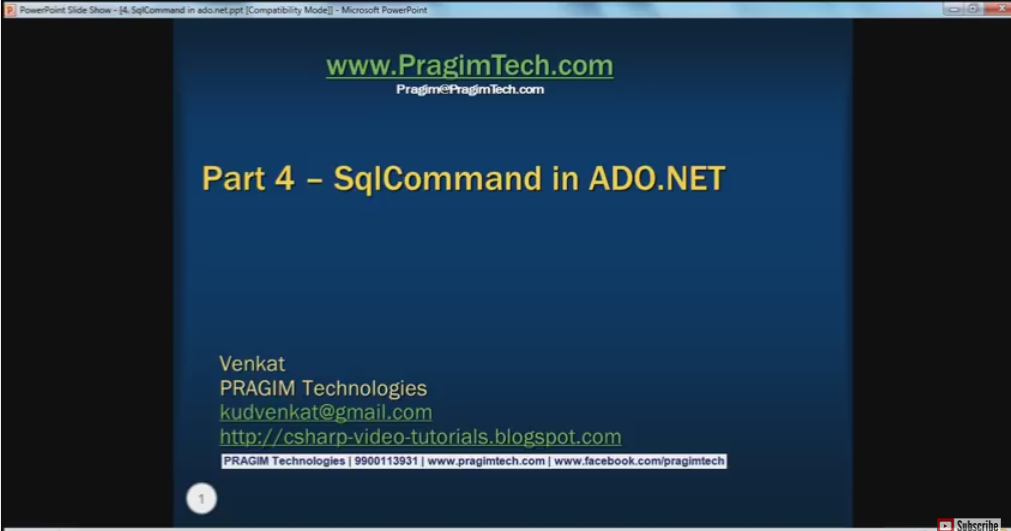 PowerPoint Slide Show - [4. SqlCommand in ado.net.ppt [Compatibility Mode]] - Microsoft PowerPoint
www.PragimTech.com
Pragim@PragimTech.com
Part 4 – SqlCommand in ADO.NET
Venkat
PRAGIM Technologies
kudvenkat@gmail.com
http://csharp-video-tutorials.blogspot.com
PRAGIM Technologies | 9900113931 | www.pragimtech.com | www.facebook.com/pragimtech
1
Subscribe